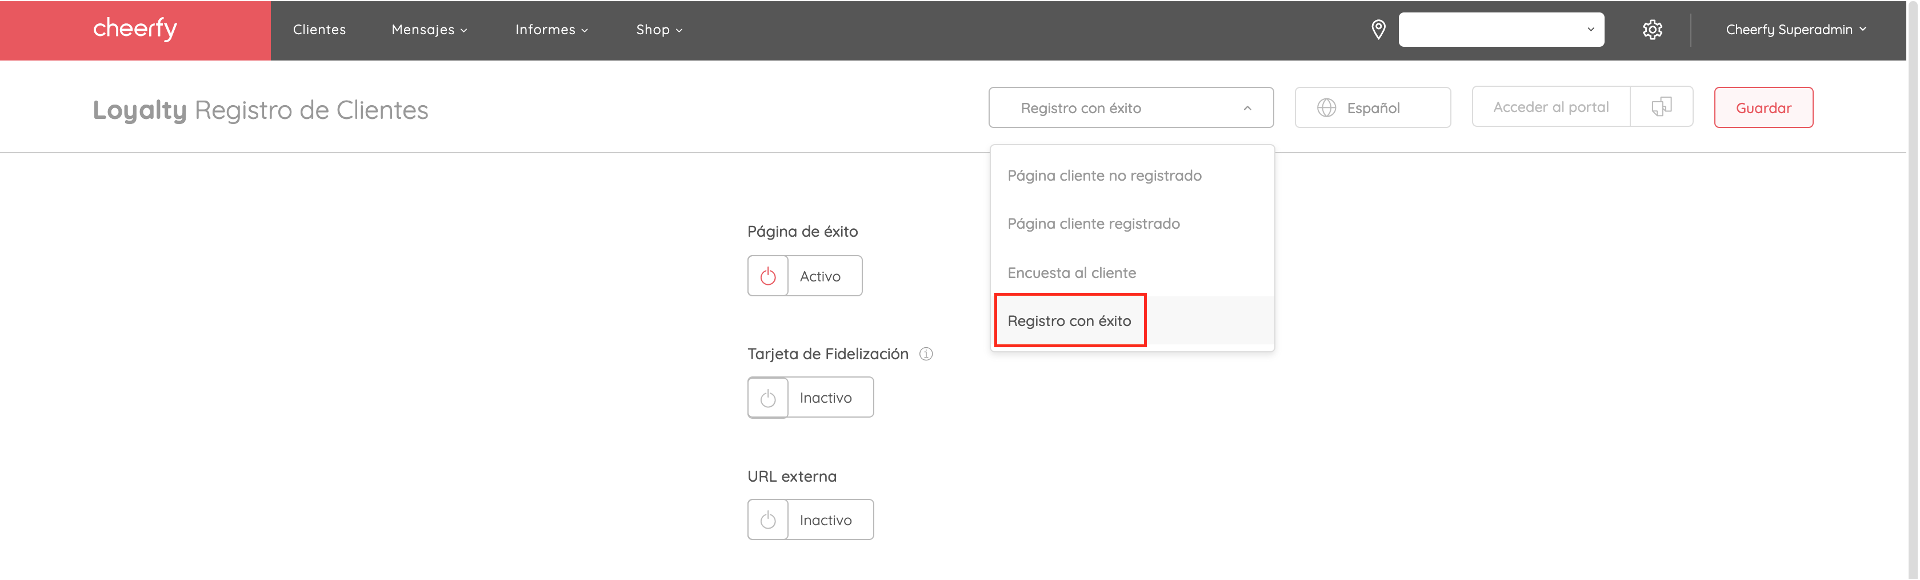 cheerfy
Clientes
Mensajes
Informes
Shop
Cheerfy Superadmin
Loyalty Registro de Clientes
Registro con éxito
Español
Acceder al portal
Guardar
Página cliente no registrado
Página cliente registrado
Encuesta al cliente
Registro con éxito
Página de éxito
Activo
Tarjeta de Fidelización
Inactivo
URL externa
Inactivo